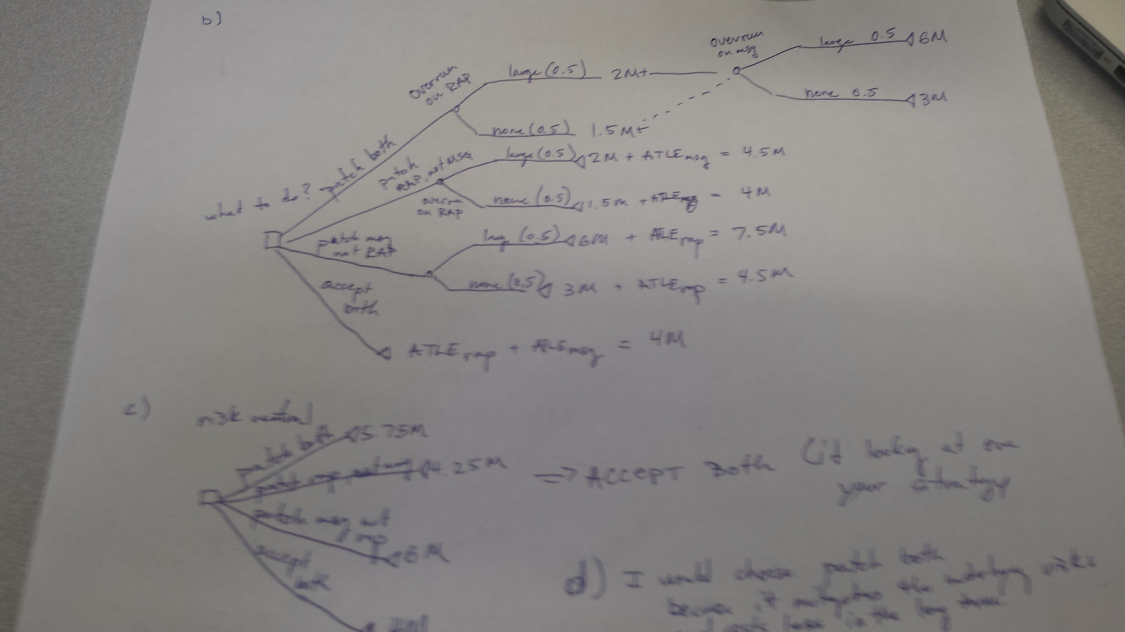 b)
overrun on msg
large 0.5 6M
none 0.5 3M
overrun on RAP
large (0.5) 2M+
none (0.5) 1.5M+
what to do?
patch both
patch RAP, not MSG
overrun on RAP
large (0.5) 2M + ATLE msg = 4.5M
none (0.5) 1.5M + ATLE msg = 4M
patch msg not RAP
large (0.5) 6M + ALE rap = 7.5M
none (0.5) 3M + ATLE rap = 4.5M
accept both
ATLE rap + ATLE msg = 4M
c) risk neutral
patch both 5.75M
patch rap, not msg 4.25M
patch msg not rap 6M
accept both
⇒ ACCEPT BOTH (if looking at one
year strategy
d) I would choose patch both
because it mitigates the risks
in the long term